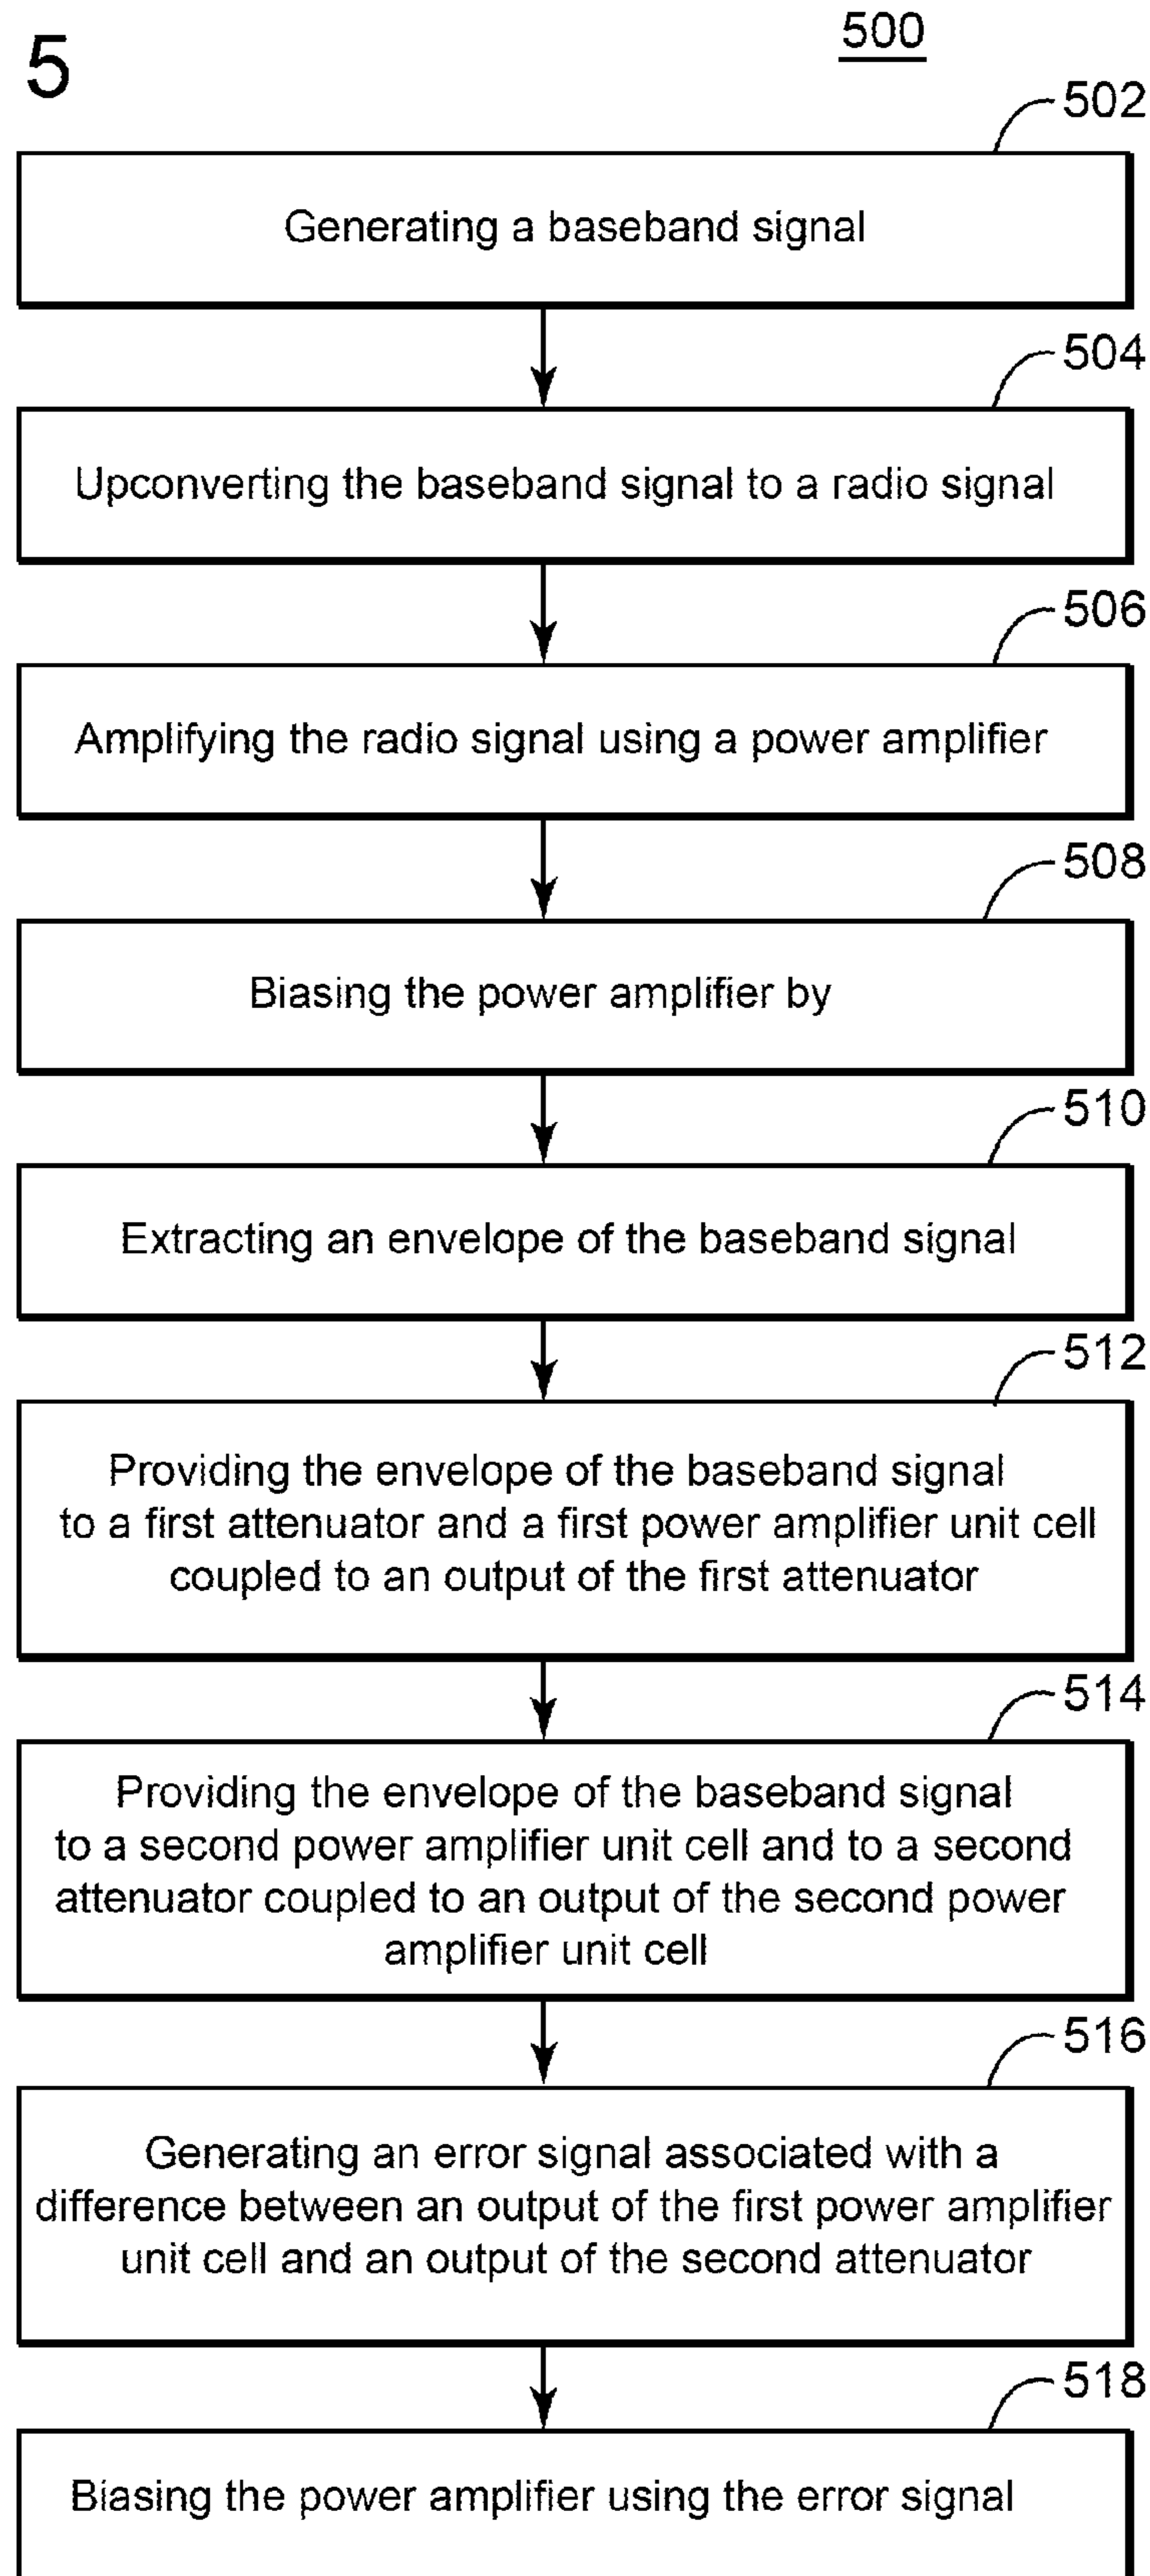 5
500
502
Generating a baseband signal
504
Upconverting the baseband signal to a radio signal
506
Amplifying the radio signal using a power amplifier
508
Biasing the power amplifier by
510
Extracting an envelope of the baseband signal
512
Providing the envelope of the baseband signal
to a first attenuator and a first power amplifier unit cell
coupled to an output of the first attenuator
514
Providing the envelope of the baseband signal
to a second power amplifier unit cell and to a second
attenuator coupled to an output of the second power
amplifier unit cell
516
Generating an error signal associated with a
difference between an output of the first power amplifier
unit cell and an output of the second attenuator
518
Biasing the power amplifier using the error signal